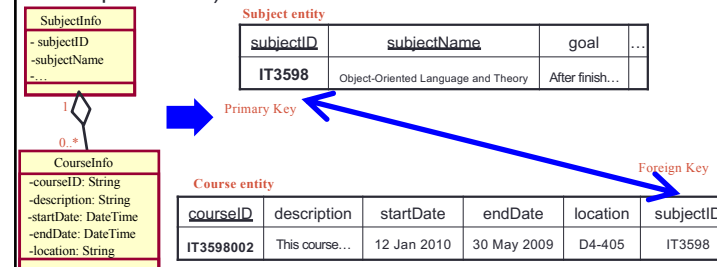 SubjectInfo
- subjectID
-subjectName
-…
1
0..*
CourseInfo
-courseID: String
-description: String
-startDate: DateTime
-endDate: DateTime
-location: String
Subject entity
subjectID subjectName goal …
IT3598 Object-Oriented Language and Theory After finish…
Primary Key
Foreign Key
Course entity
courseID description startDate endDate location subjectID
IT3598002 This course… 12 Jan 2010 30 May 2009 D4-405 IT3598